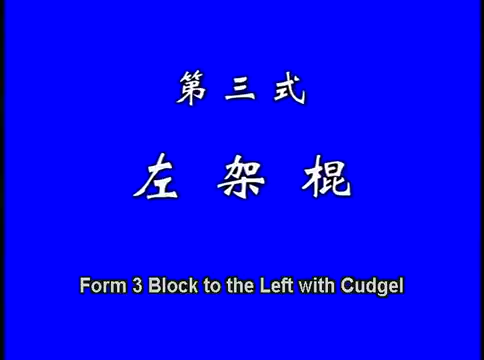 第三式
左架棍
Form 3 Block to the Left with Cudgel